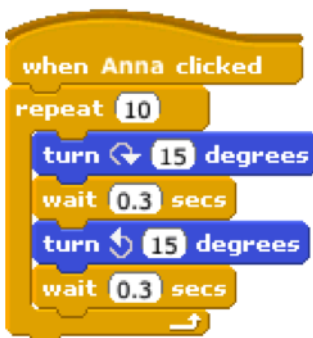 when Anna clicked
repeat 10
turn 15 degrees
wait 0.3 secs
turn 15 degrees
wait 0.3 secs